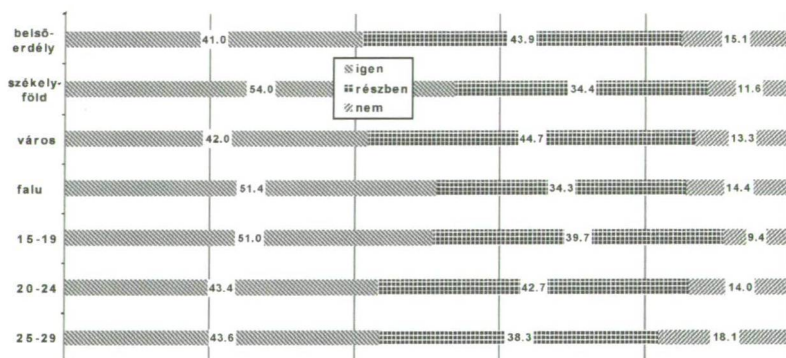 belső-
erdély
41.0 43.9 15.1
igen
részben
nem
székely-
föld
54.0 34.4 11.6
város
42.0 44.7 13.3
falu
51.4 34.3 14.4
15-19
51.0 39.7 9.4
20-24
43.4 42.7 14.0
25-29
43.6 38.3 18.1